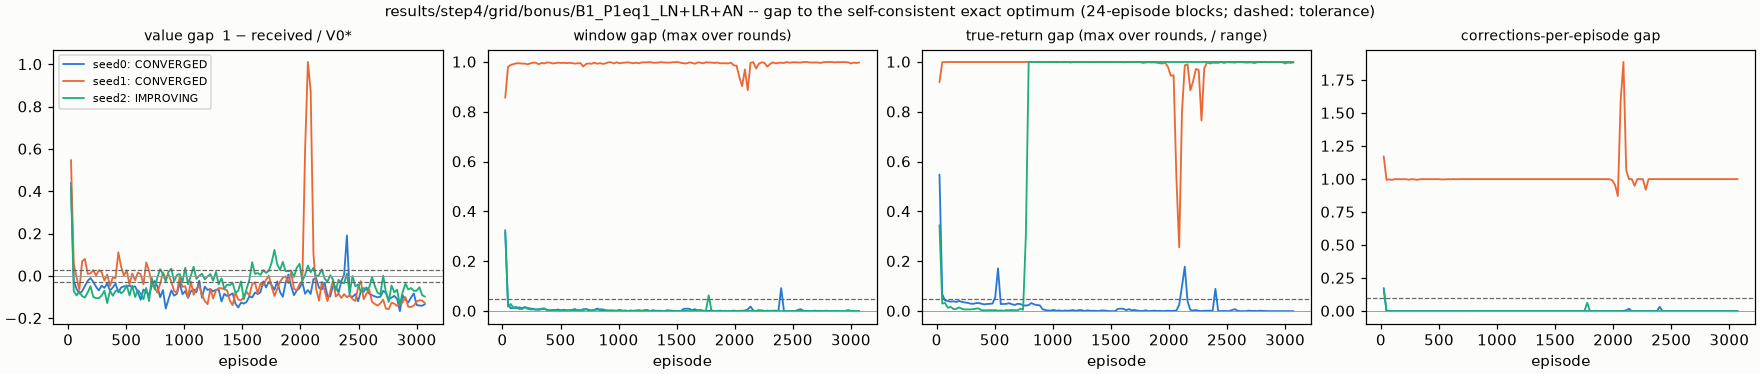 results/step4/grid/bonus/B1_P1eq1_LN+LR+AN -- gap to the self-consistent exact optimum (24-episode blocks; dashed: tolerance)
value gap 1 − received / V0*
1.0
0.8
0.6
0.4
0.2
0.0
−0.2
seed0: CONVERGED
seed1: CONVERGED
seed2: IMPROVING
0 500 1000 1500 2000 2500 3000
episode
window gap (max over rounds)
1.0
0.8
0.6
0.4
0.2
0.0
0 500 1000 1500 2000 2500 3000
episode
true-return gap (max over rounds, / range)
1.0
0.8
0.6
0.4
0.2
0.0
0 500 1000 1500 2000 2500 3000
episode
corrections-per-episode gap
1.75
1.50
1.25
1.00
0.75
0.50
0.25
0.00
0 500 1000 1500 2000 2500 3000
episode